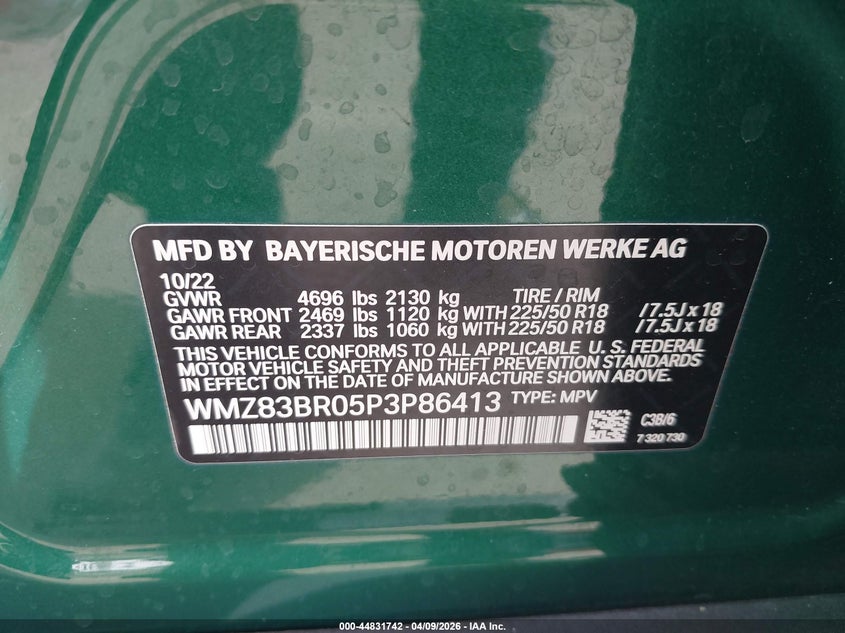 MFD BY BAYERISCHE MOTOREN WERKE AG
10/22
GVWR 4696 lbs 2130 kg TIRE / RIM
GAWR FRONT 2469 lbs 1120 kg WITH 225/50 R18 /7.5J x 18
GAWR REAR 2337 lbs 1060 kg WITH 225/50 R18 /7.5J x 18
THIS VEHICLE CONFORMS TO ALL APPLICABLE U. S. FEDERAL
MOTOR VEHICLE SAFETY AND THEFT PREVENTION STANDARDS
IN EFFECT ON THE DATE OF MANUFACTURE SHOWN ABOVE.
WMZ83BR05P3P86413 TYPE: MPV
C3B/6
7 320 730
000-44831742 - 04/09/2026 - IAA Inc.